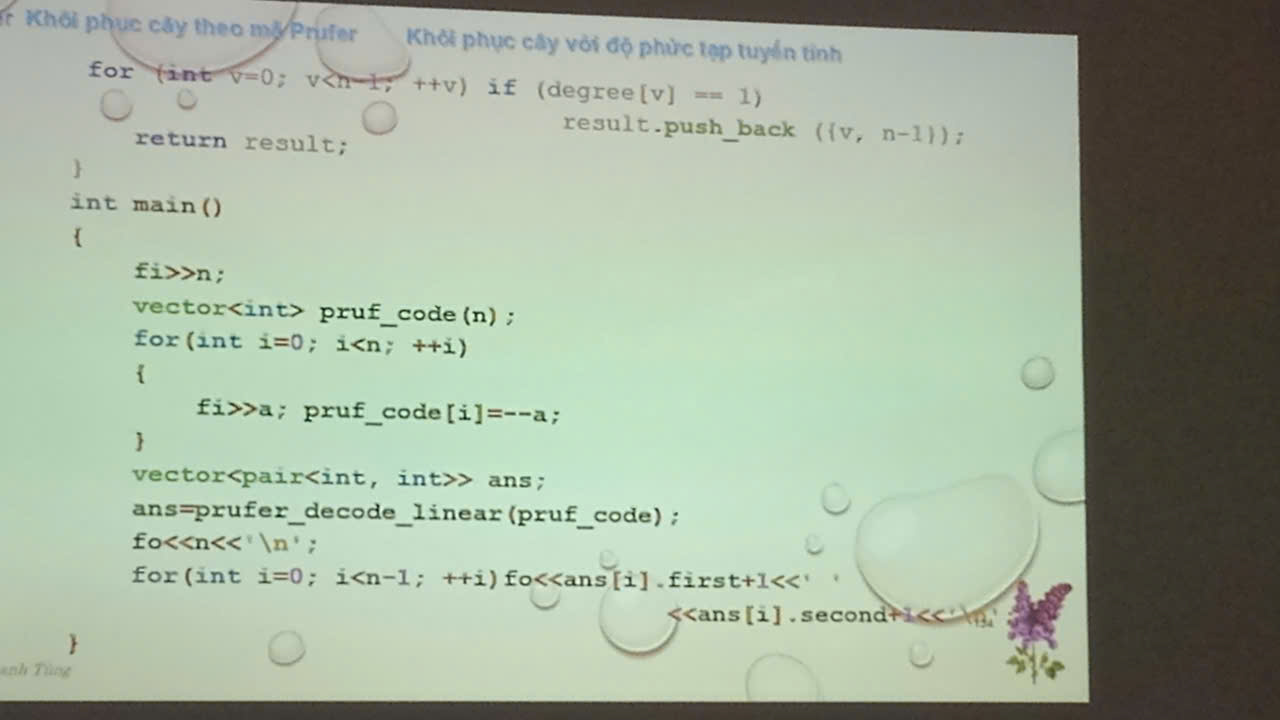 Khôi phục cây theo mã Prufer Khôi phục cây với độ phức tạp tuyến tính
for (int v=0; v<n-1; ++v) if (degree[v] == 1)
result.push_back ({v, n-1});
return result;
}
int main()
{
fi>>n;
vector<int> pruf_code(n);
for(int i=0; i<n; ++i)
{
fi>>a; pruf_code[i]=--a;
}
vector<pair<int, int>> ans;
ans=prufer_decode_linear(pruf_code);
fo<<n<<'\n';
for(int i=0; i<n-1; ++i)fo<<ans[i].first+1<<' '
<<ans[i].second+1<<'\n'
}
anh Tùng